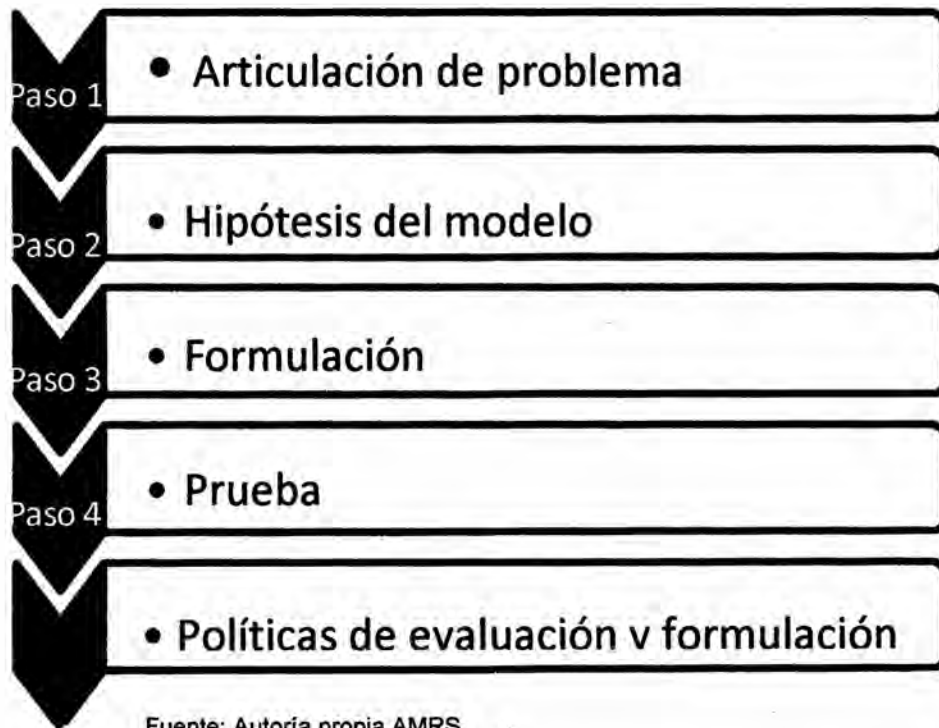 • Articulación de problema
Paso 1
• Hipótesis del modelo
Paso 2
• Formulación
Paso 3
• Prueba
Paso 4
• Políticas de evaluación y formulación
Fuente: Autoría propia AMRS